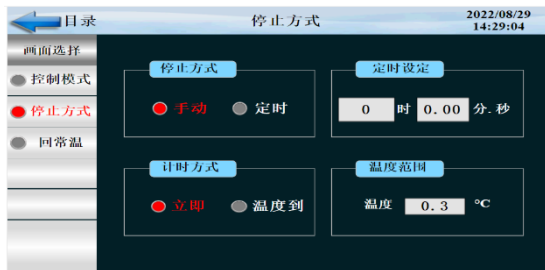 目录 停止方式 2022/08/29
14:29:04
画面选择
控制模式
停止方式
回常温
停止方式
手动 定时
定时设定
0 时 0.00 分.秒
计时方式
立即 温度到
温度范围
温度 0.3 °C